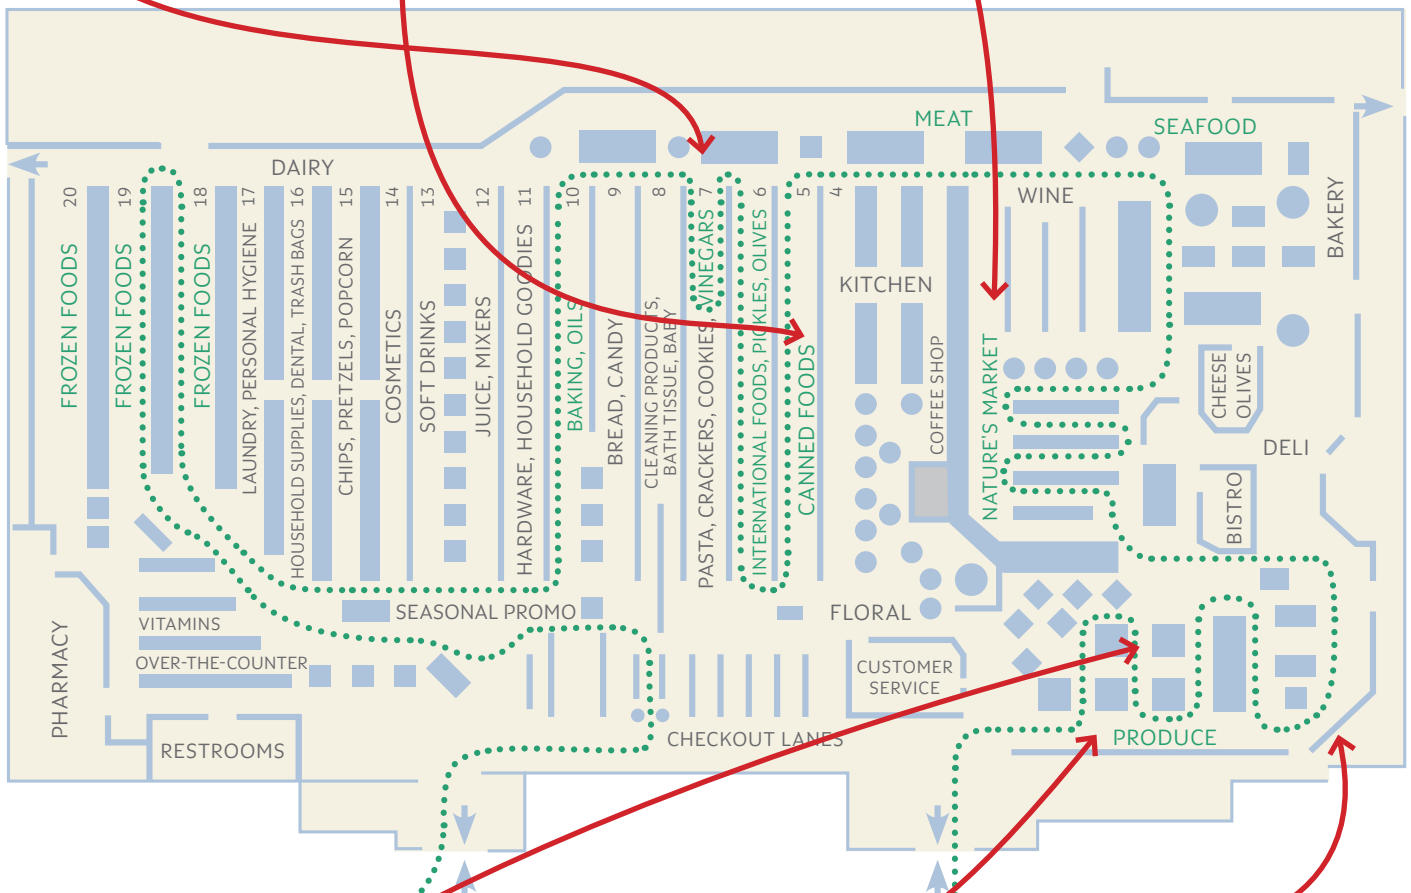 MEAT
SEAFOOD
DAIRY
WINE
BAKERY
20
19
18
17
16
15
14
13
12
11
10
9
8
7
6
5
4
FROZEN FOODS
FROZEN FOODS
FROZEN FOODS
LAUNDRY, PERSONAL HYGIENE
HOUSEHOLD SUPPLIES, DENTAL, TRASH BAGS
CHIPS, PRETZELS, POPCORN
COSMETICS
SOFT DRINKS
JUICE, MIXERS
HARDWARE, HOUSEHOLD GOODIES
BAKING, OILS
BREAD, CANDY
CLEANING PRODUCTS,
BATH TISSUE, BABY
PASTA, CRACKERS, COOKIES, VINEGARS
INTERNATIONAL FOODS, PICKLES, OLIVES
CANNED FOODS
KITCHEN
COFFEE SHOP
NATURE'S MARKET
CHEESE
OLIVES
DELI
BISTRO
SEASONAL PROMO
FLORAL
VITAMINS
OVER-THE-COUNTER
PHARMACY
CUSTOMER
SERVICE
RESTROOMS
CHECKOUT LANES
PRODUCE